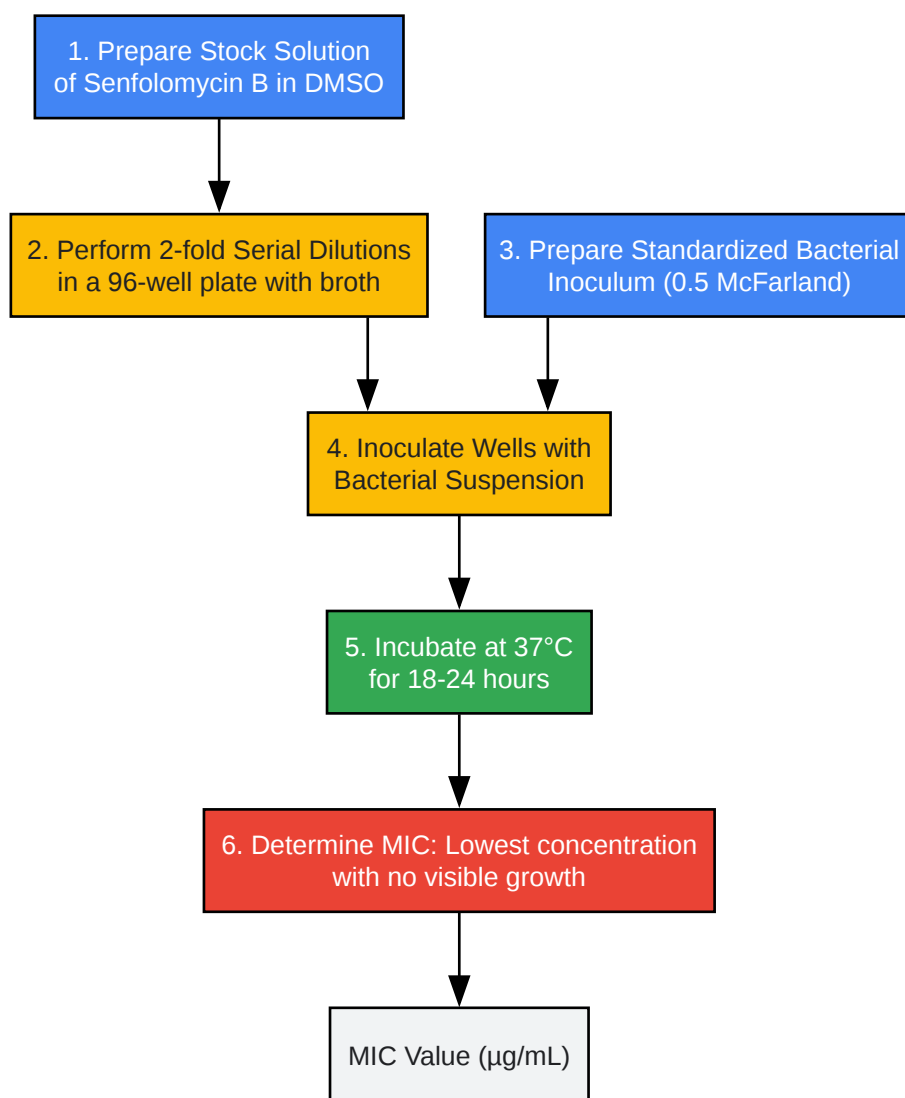 1. Prepare Stock Solution
of Senfolomycin B in DMSO
2. Perform 2-fold Serial Dilutions
in a 96-well plate with broth
3. Prepare Standardized Bacterial
Inoculum (0.5 McFarland)
4. Inoculate Wells with
Bacterial Suspension
5. Incubate at 37°C
for 18-24 hours
6. Determine MIC: Lowest concentration
with no visible growth
MIC Value (µg/mL)